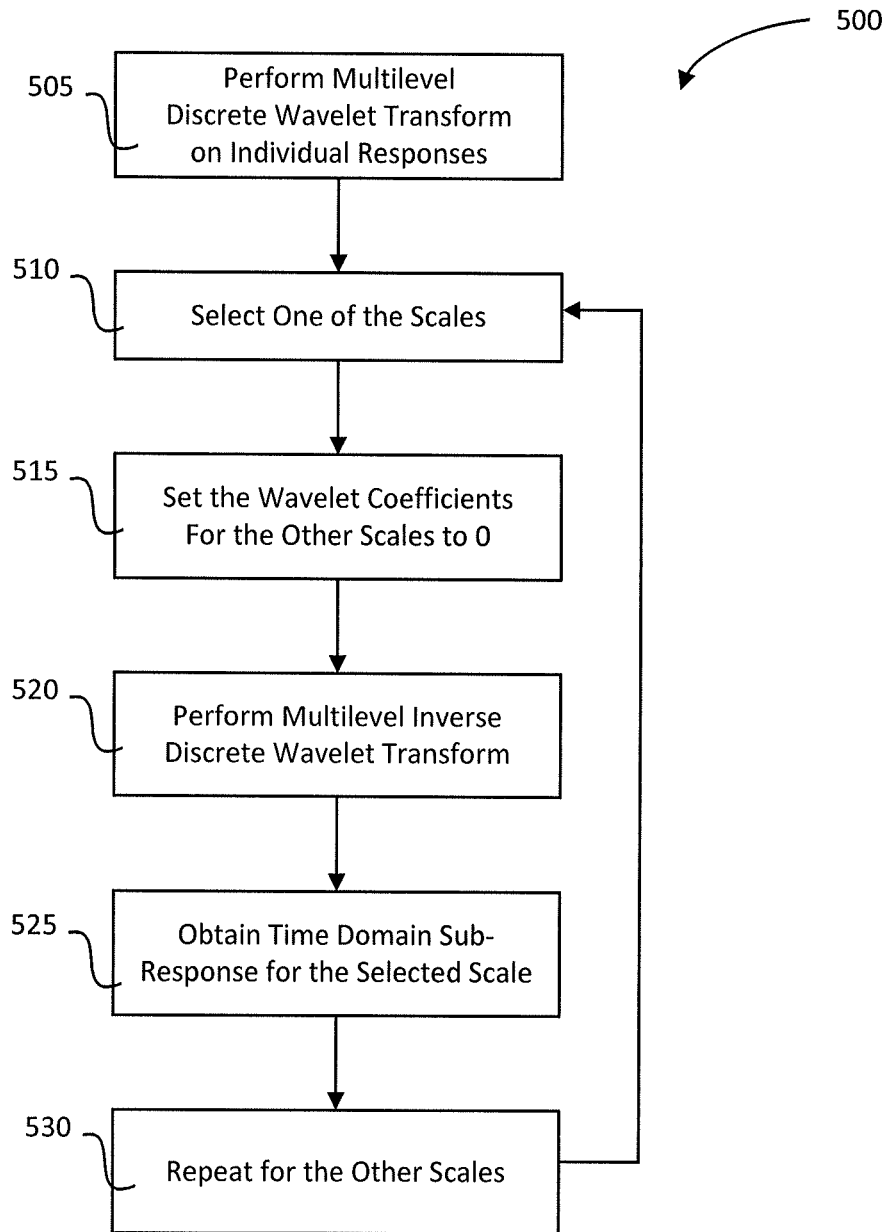 500
505
Perform Multilevel
Discrete Wavelet Transform
on Individual Responses
510
Select One of the Scales
515
Set the Wavelet Coefficients
For the Other Scales to 0
520
Perform Multilevel Inverse
Discrete Wavelet Transform
525
Obtain Time Domain Sub-
Response for the Selected Scale
530
Repeat for the Other Scales